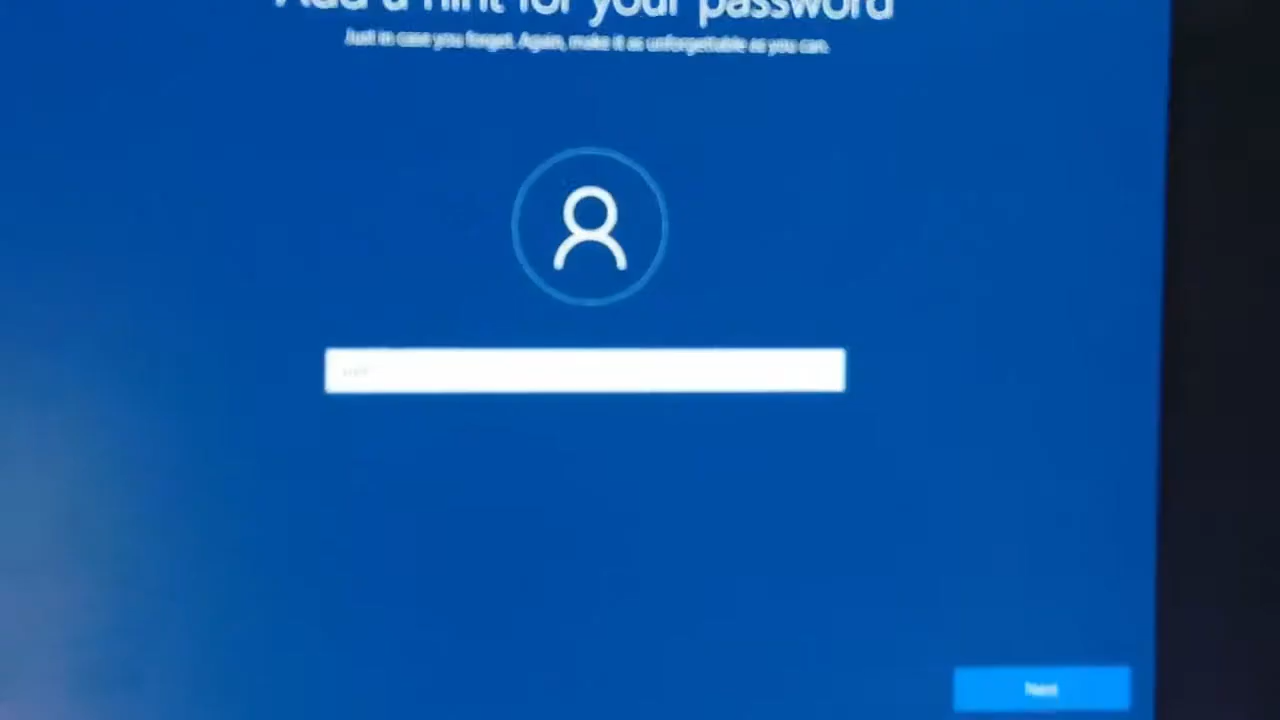 Add a hint for your password
Just in case you forget. Again, make it as unforgettable as you can.
Next